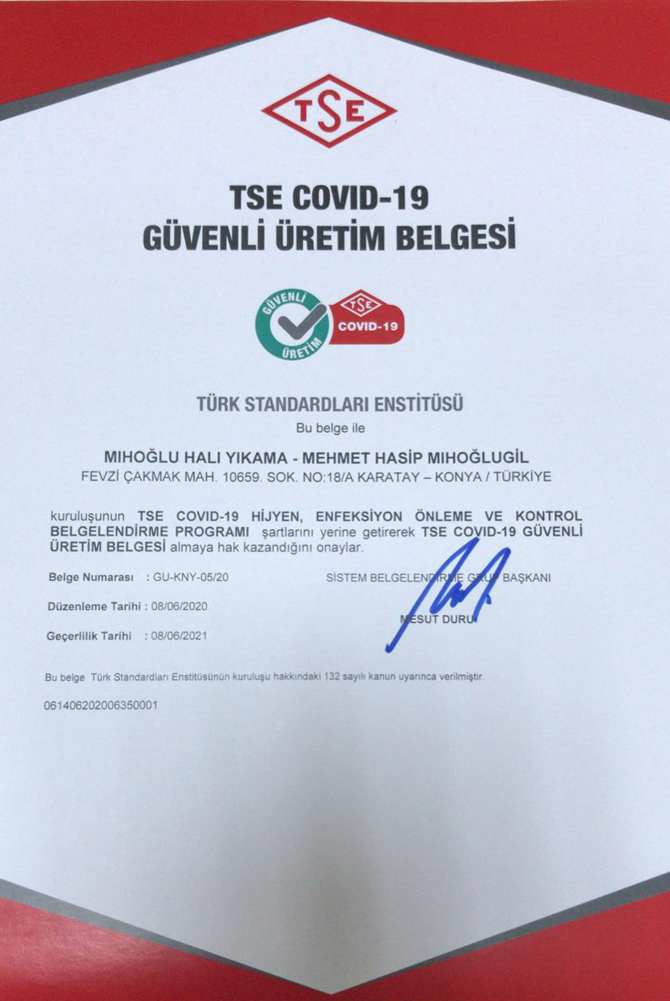 TSE
TSE COVID-19
GÜVENLİ ÜRETİM BELGESİ
GÜVENLİ
ÜRETİM
TSE
COVID-19
TÜRK STANDARDLARI ENSTİTÜSÜ
Bu belge ile
MIHOĞLU HALI YIKAMA - MEHMET HASİP MIHOĞLUGİL
FEVZİ ÇAKMAK MAH. 10659. SOK. NO:18/A KARATAY – KONYA / TÜRKİYE
kuruluşunun TSE COVID-19 HİJYEN, ENFEKSİYON ÖNLEME VE KONTROL
BELGELENDİRME PROGRAMI şartlarını yerine getirerek TSE COVID-19 GÜVENLİ
ÜRETİM BELGESİ almaya hak kazandığını onaylar.
Belge Numarası : GU-KNY-05/20
SİSTEM BELGELENDİRME GRUP BAŞKANI
Düzenleme Tarihi : 08/06/2020
MESUT DURU
Geçerlilik Tarihi : 08/06/2021
Bu belge Türk Standardları Enstitüsünün kuruluşu hakkındaki 132 sayılı kanun uyarınca verilmiştir.
061406202006350001